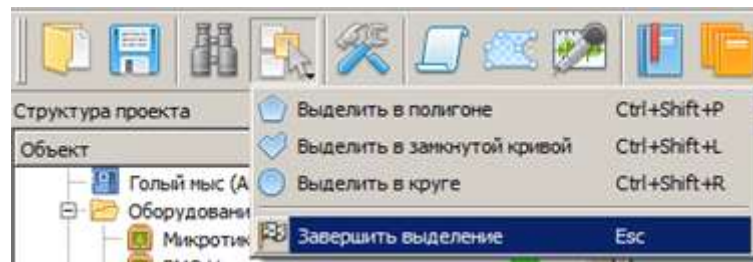 Структура проекта
Объект
Голый мыс (А
Оборудовани
Микротик
Выделить в полигоне Ctrl+Shift+P
Выделить в замкнутой кривой Ctrl+Shift+L
Выделить в круге Ctrl+Shift+R
Завершить выделение Esc